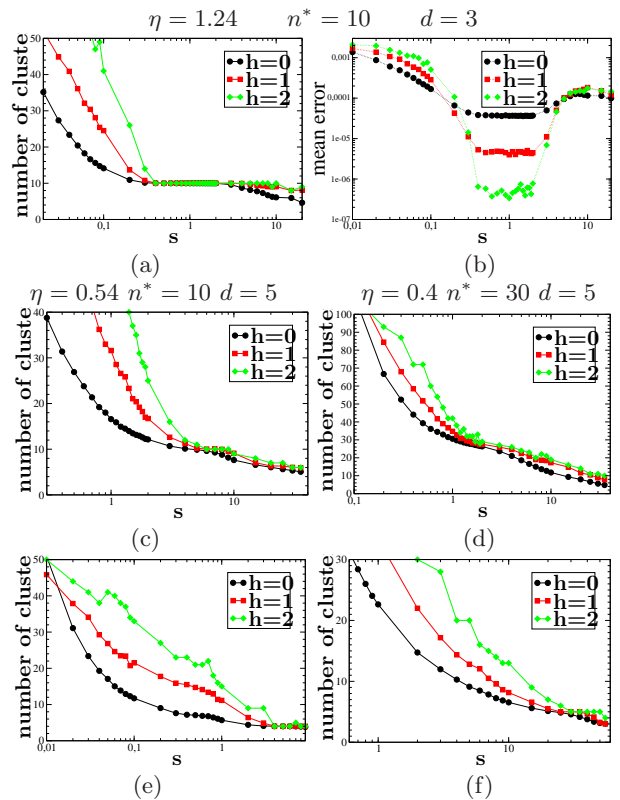 η = 1.24 n* = 10 d = 3
50
40
30
20
10
0
number of cluste
0,1
1
10
s
h=0
h=1
h=2
(a)
0,001
0,0001
1e-05
1e-06
1e-07
mean error
0,01
0,1
1
10
s
h=0
h=1
h=2
(b)
η = 0.54 n* = 10 d = 5
40
30
20
10
0
number of cluste
1
10
s
h=0
h=1
h=2
(c)
η = 0.4 n* = 30 d = 5
100
90
80
70
60
50
40
30
20
10
0
number of cluste
0,1
1
10
s
h=0
h=1
h=2
(d)
50
40
30
20
10
0
number of cluste
0,01
0,1
1
s
h=0
h=1
h=2
(e)
30
20
10
0
number of cluste
1
10
s
h=0
h=1
h=2
(f)